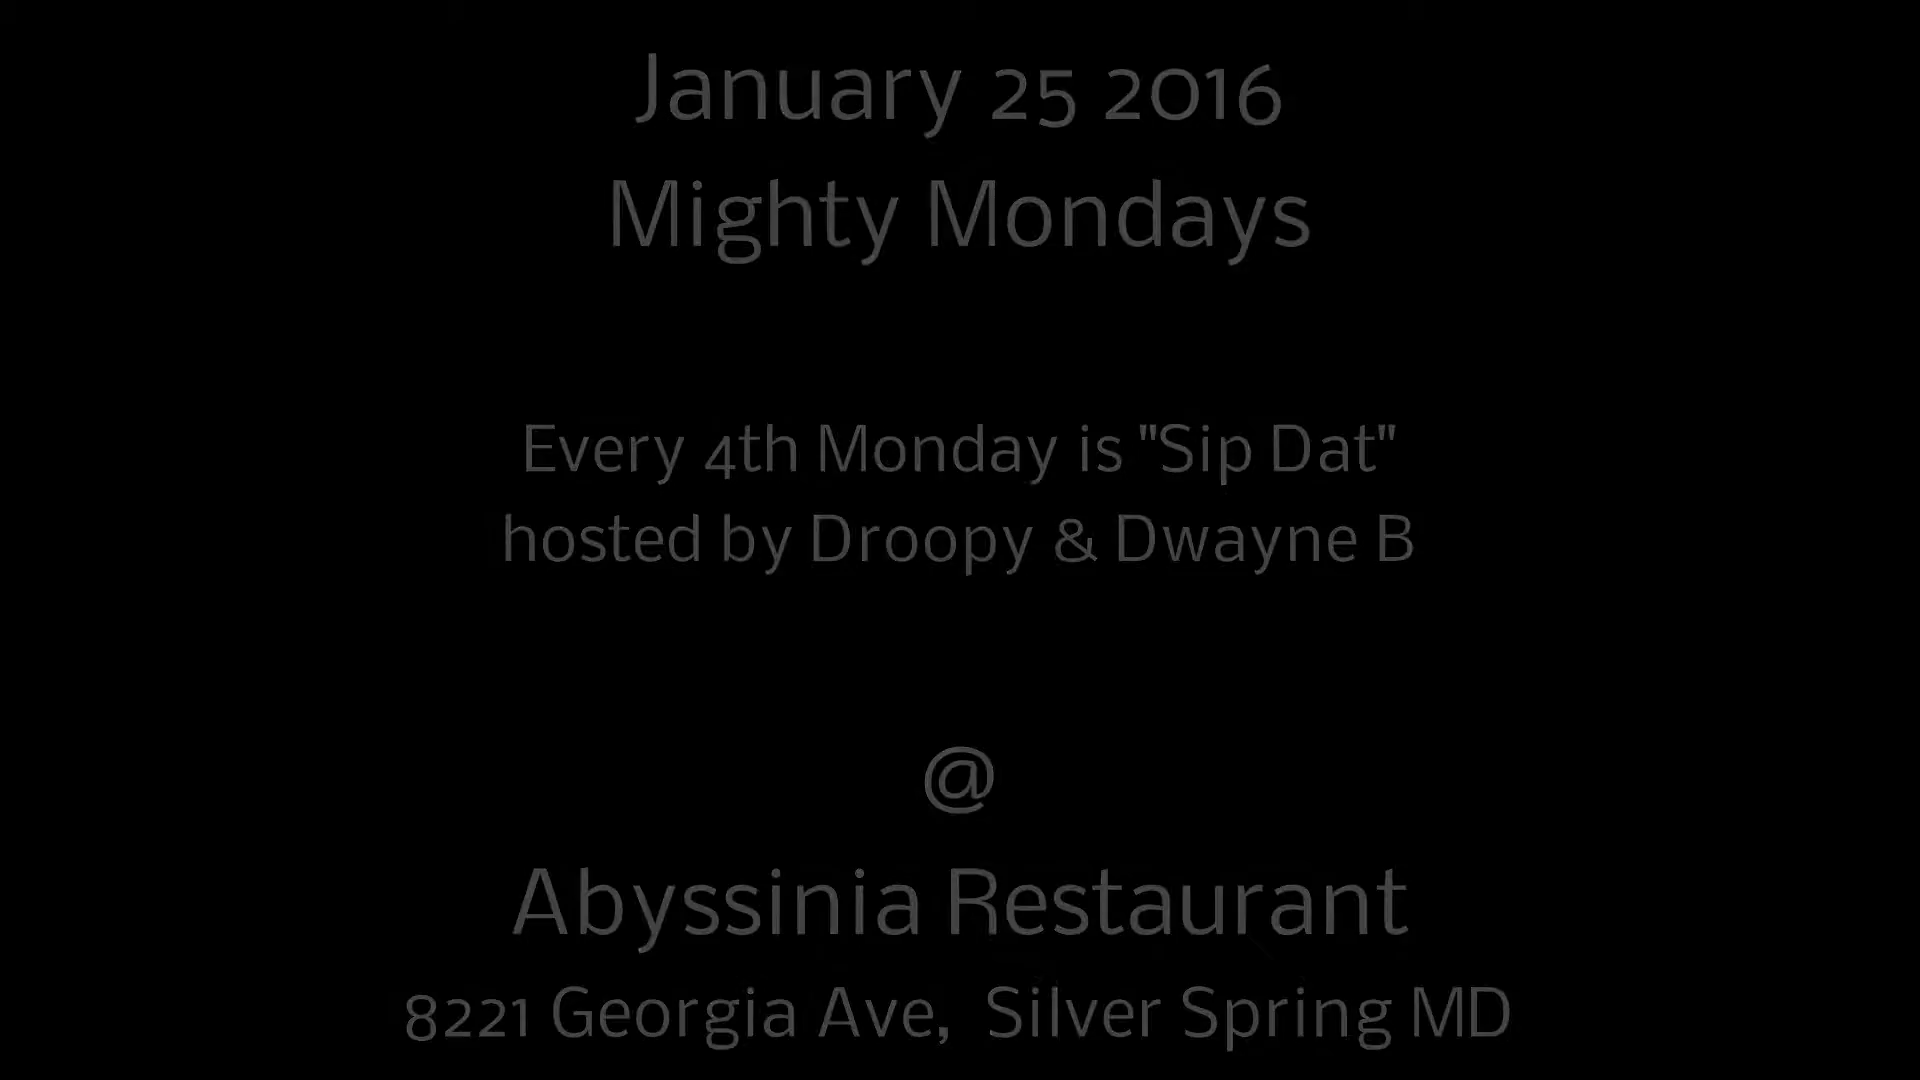 January 25 2016
Mighty Mondays
Every 4th Monday is "Sip Dat"
hosted by Droopy & Dwayne B
@
Abyssinia Restaurant
8221 Georgia Ave,  Silver Spring MD